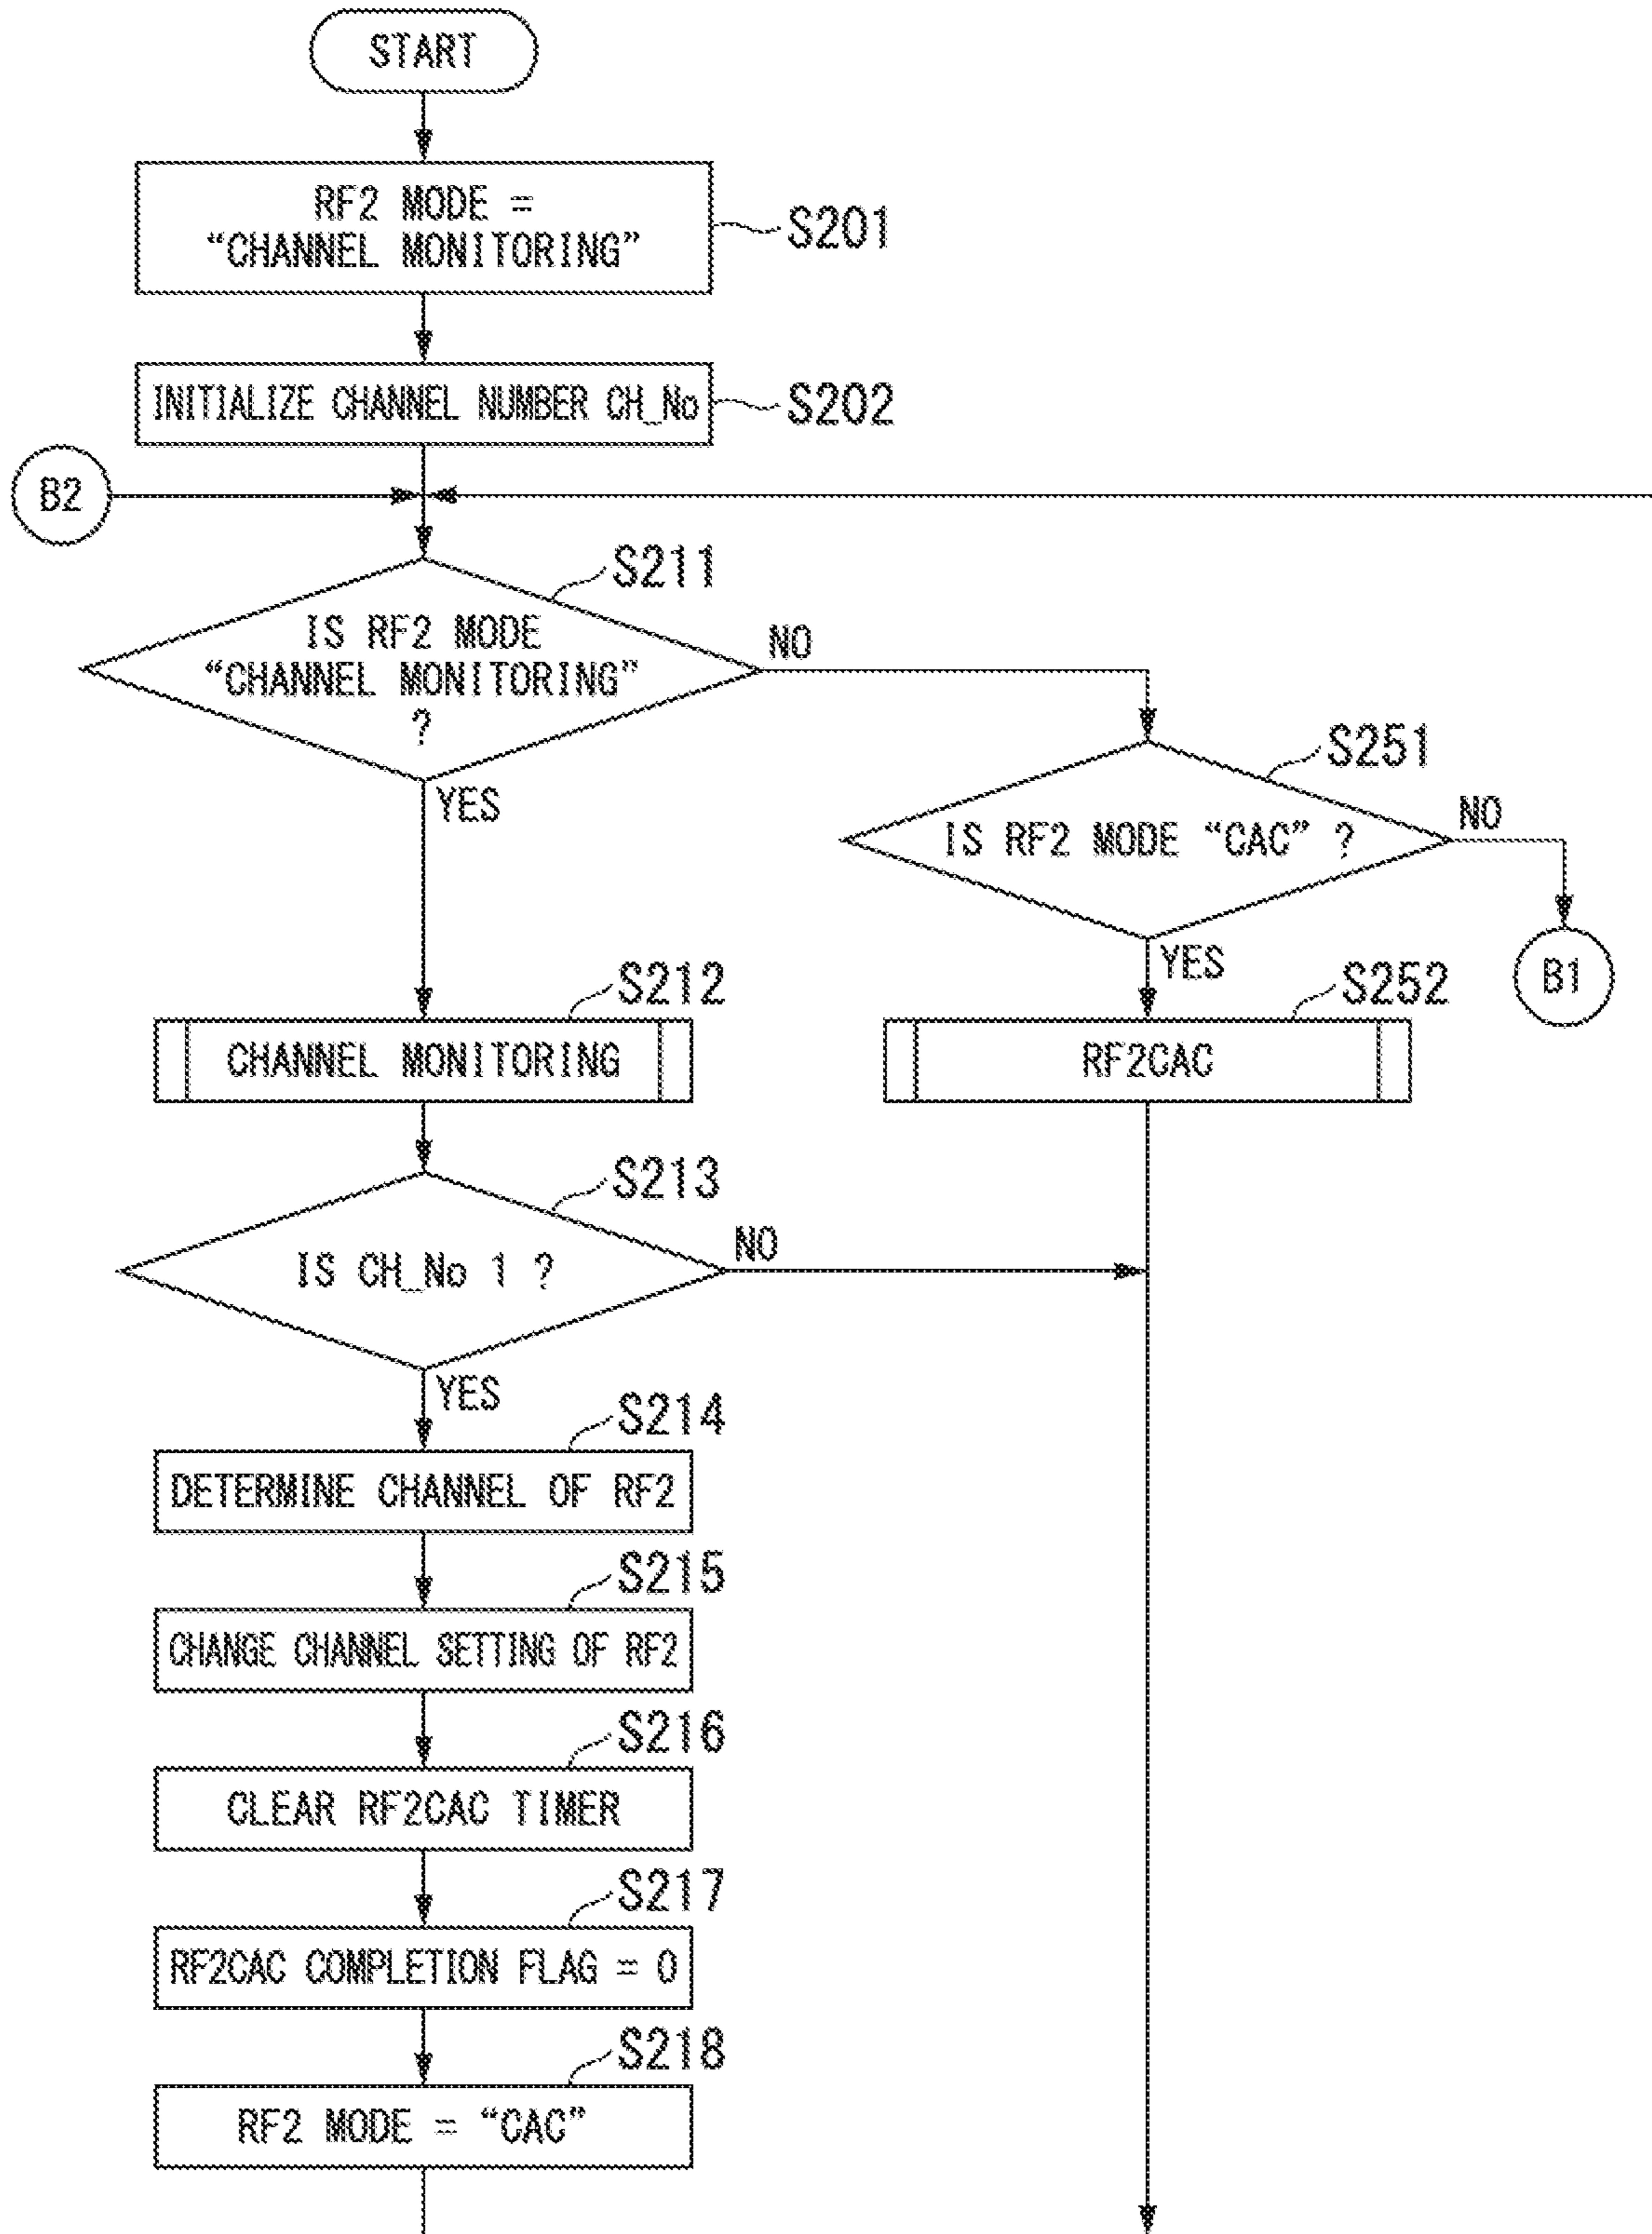 START
RF2 MODE =
“CHANNEL MONITORING”
S201
INITIALIZE CHANNEL NUMBER CH_No
S202
B2
S211
IS RF2 MODE
“CHANNEL MONITORING”
?
NO
YES
S251
IS RF2 MODE “CAC” ?
NO
YES
B1
S212
CHANNEL MONITORING
S252
RF2CAC
S213
IS CH_No 1 ?
NO
YES
S214
DETERMINE CHANNEL OF RF2
S215
CHANGE CHANNEL SETTING OF RF2
S216
CLEAR RF2CAC TIMER
S217
RF2CAC COMPLETION FLAG = 0
S218
RF2 MODE = “CAC”